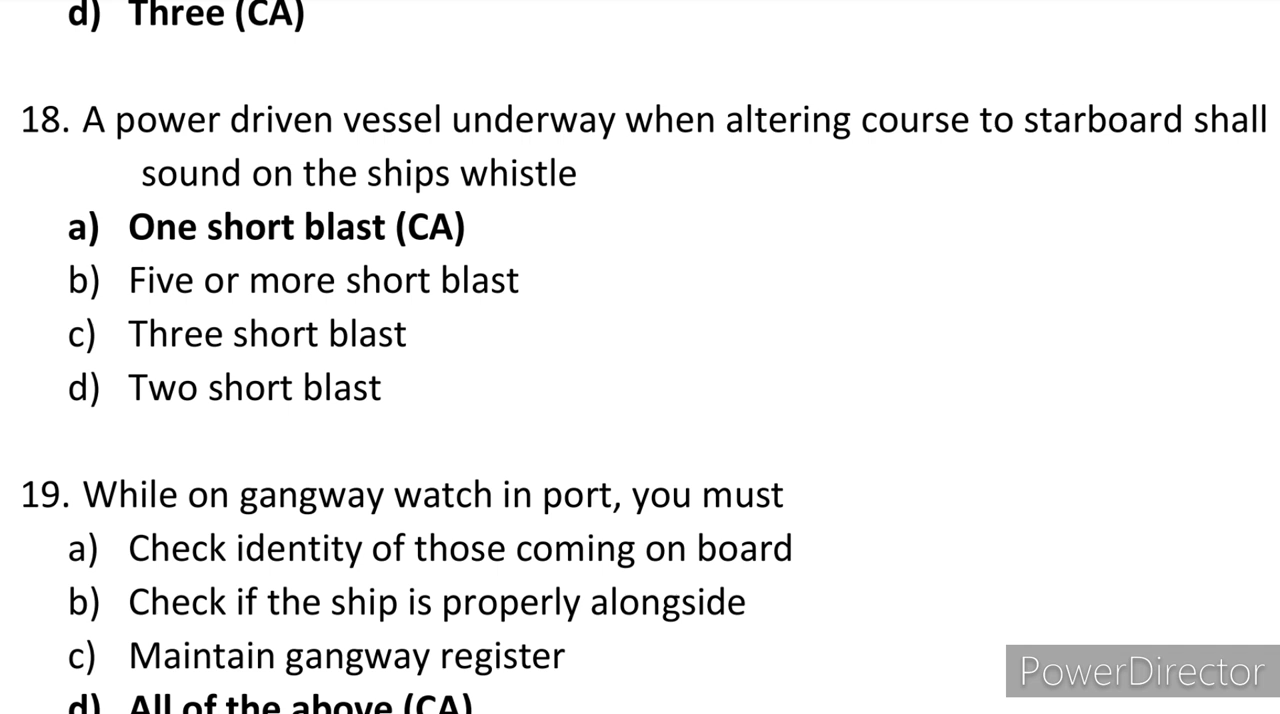 d) Three (CA)
18. A power driven vessel underway when altering course to starboard shall
sound on the ships whistle
a) One short blast (CA)
b) Five or more short blast
c) Three short blast
d) Two short blast
19. While on gangway watch in port, you must
a) Check identity of those coming on board
b) Check if the ship is properly alongside
c) Maintain gangway register
d) All of the above (CA)
PowerDirector